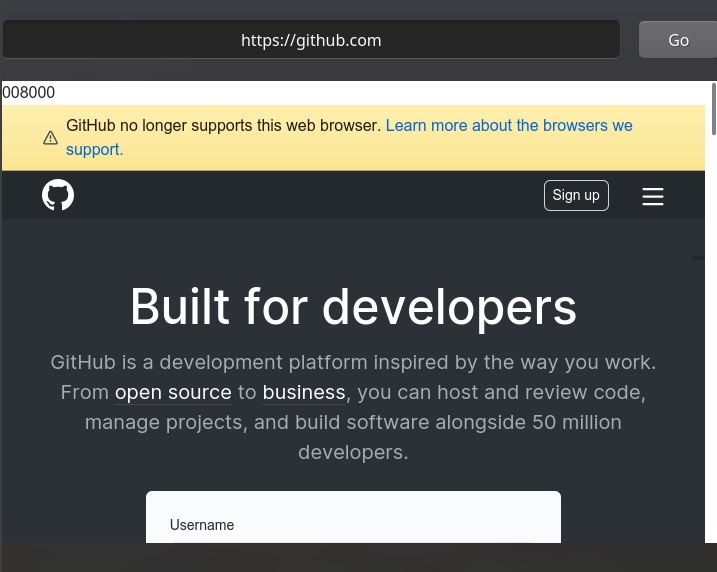 https://github.com
Go
008000
GitHub no longer supports this web browser. Learn more about the browsers we
support.
Sign up
Built for developers
GitHub is a development platform inspired by the way you work.
From open source to business, you can host and review code,
manage projects, and build software alongside 50 million
developers.
Username